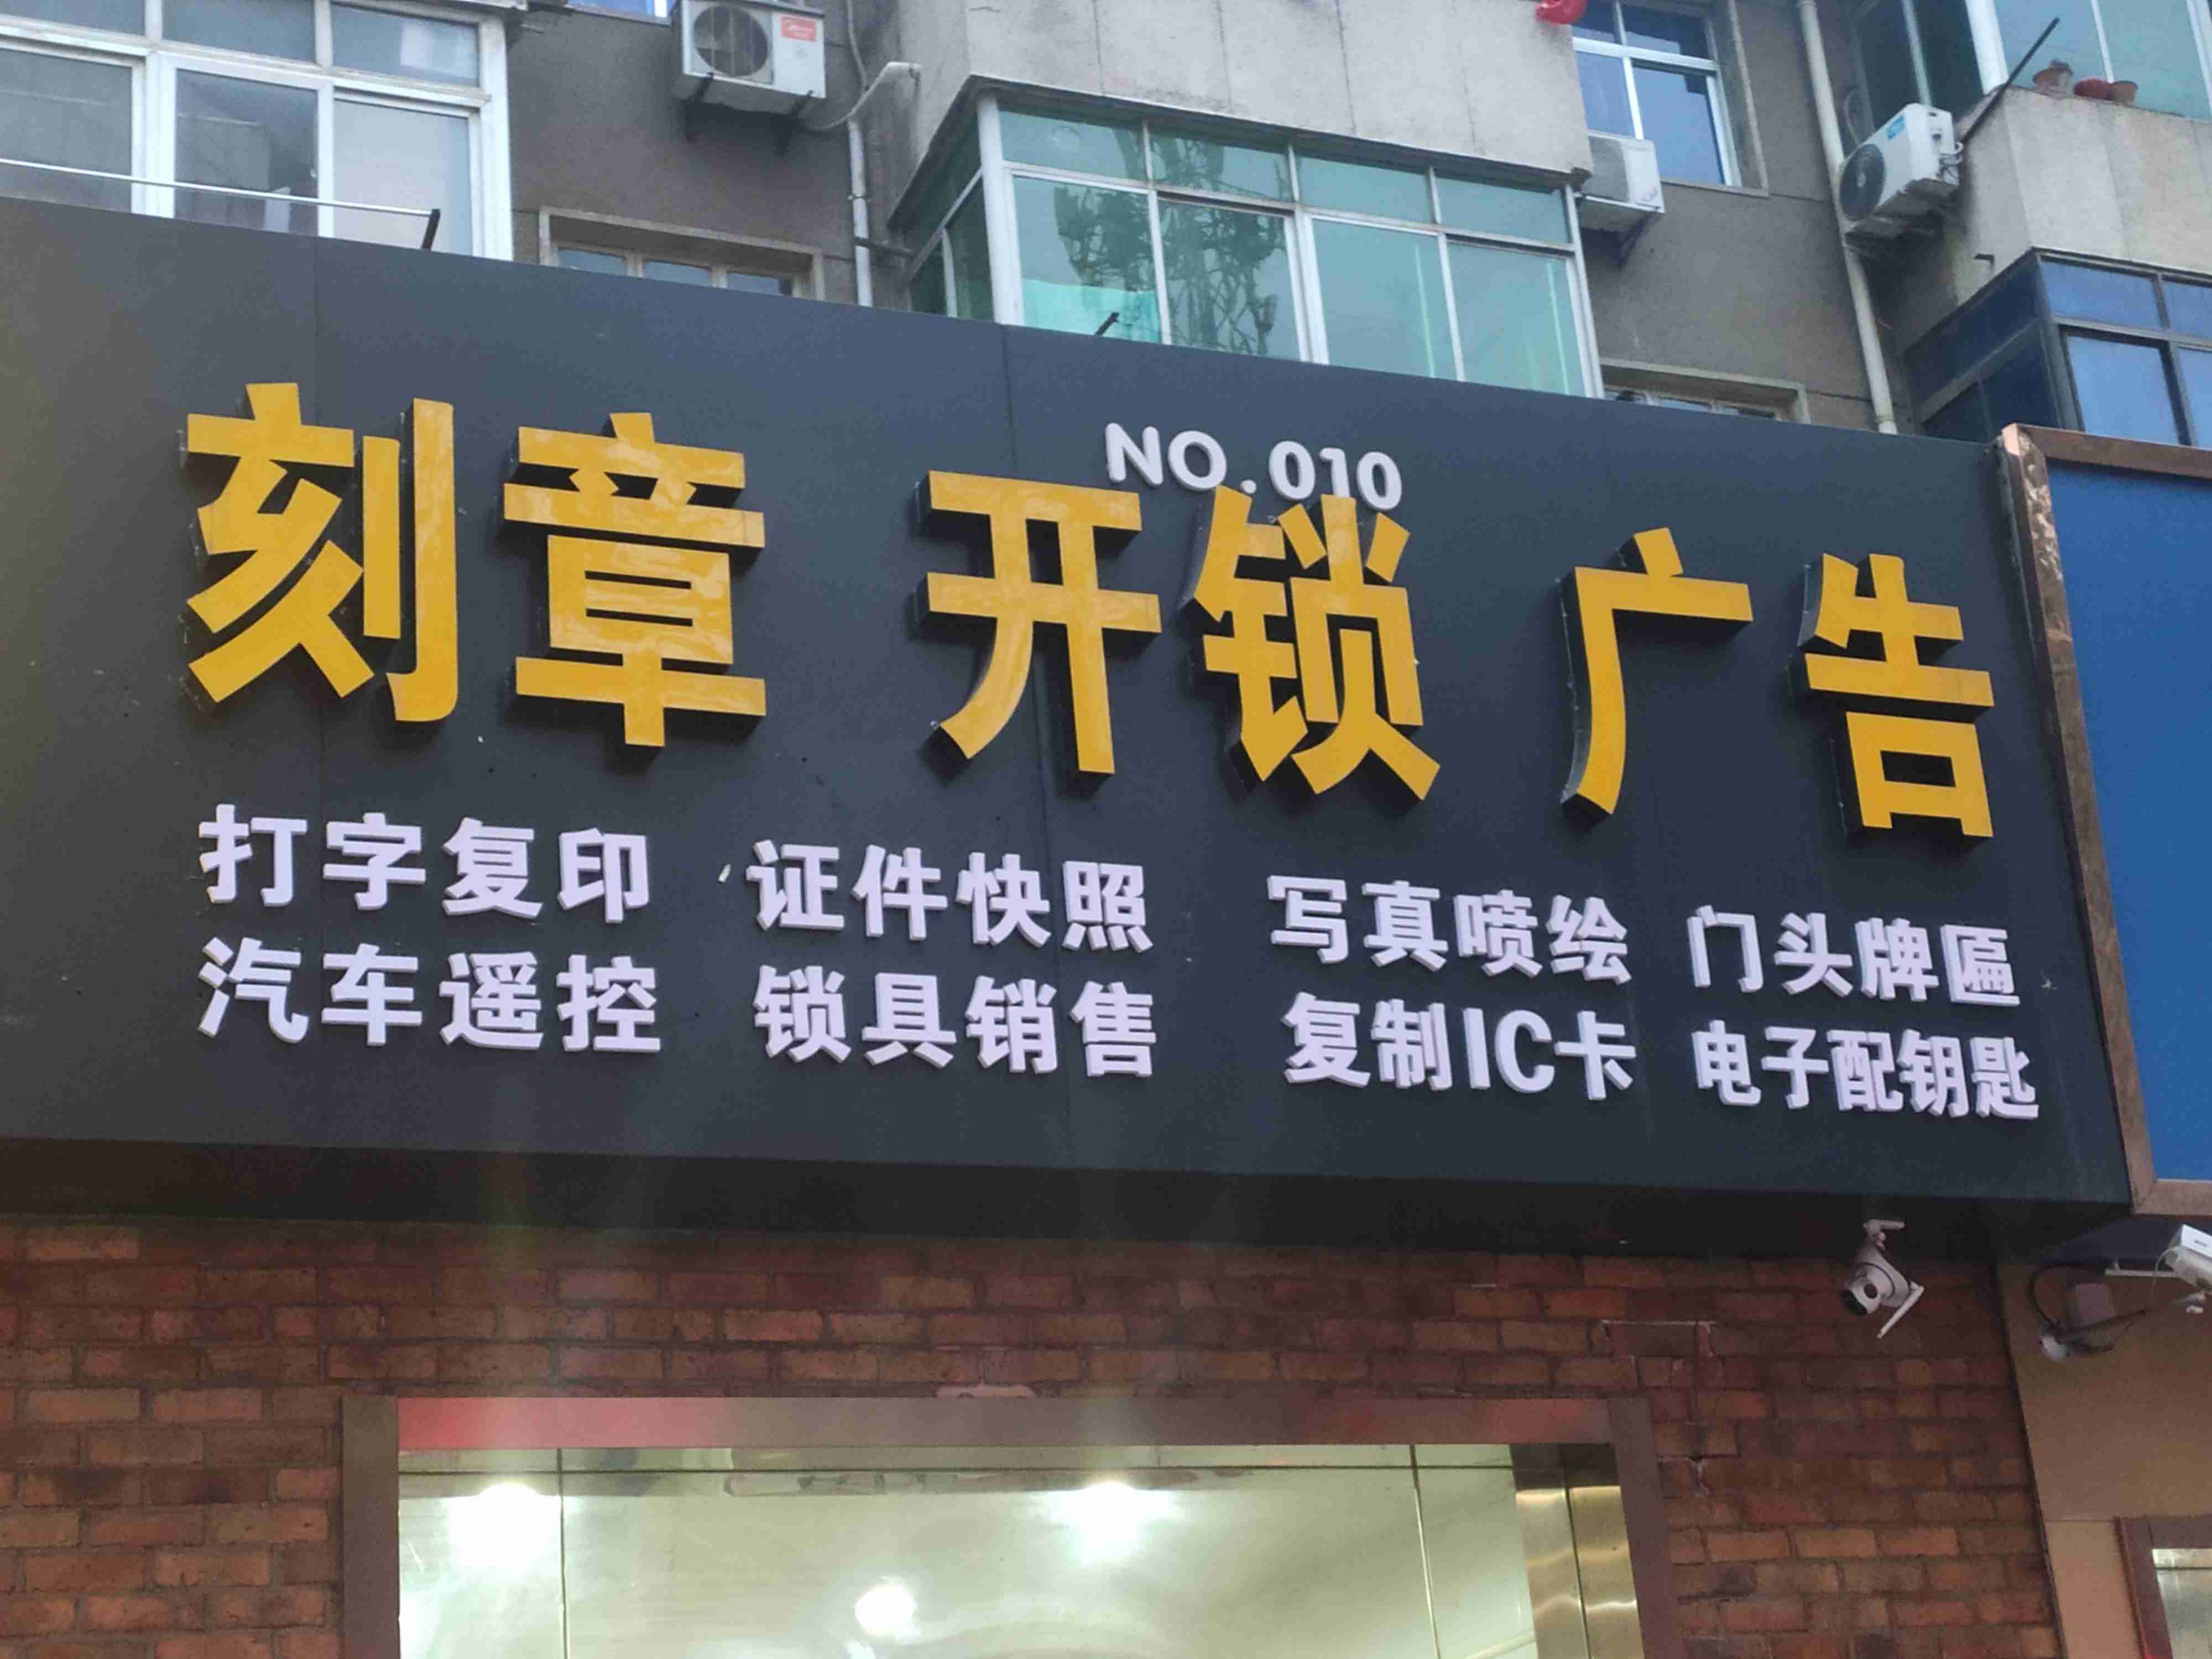 NO.010
刻章 开锁 广告
打字复印 证件快照 写真喷绘 门头牌匾
汽车遥控 锁具销售 复制IC卡 电子配钥匙